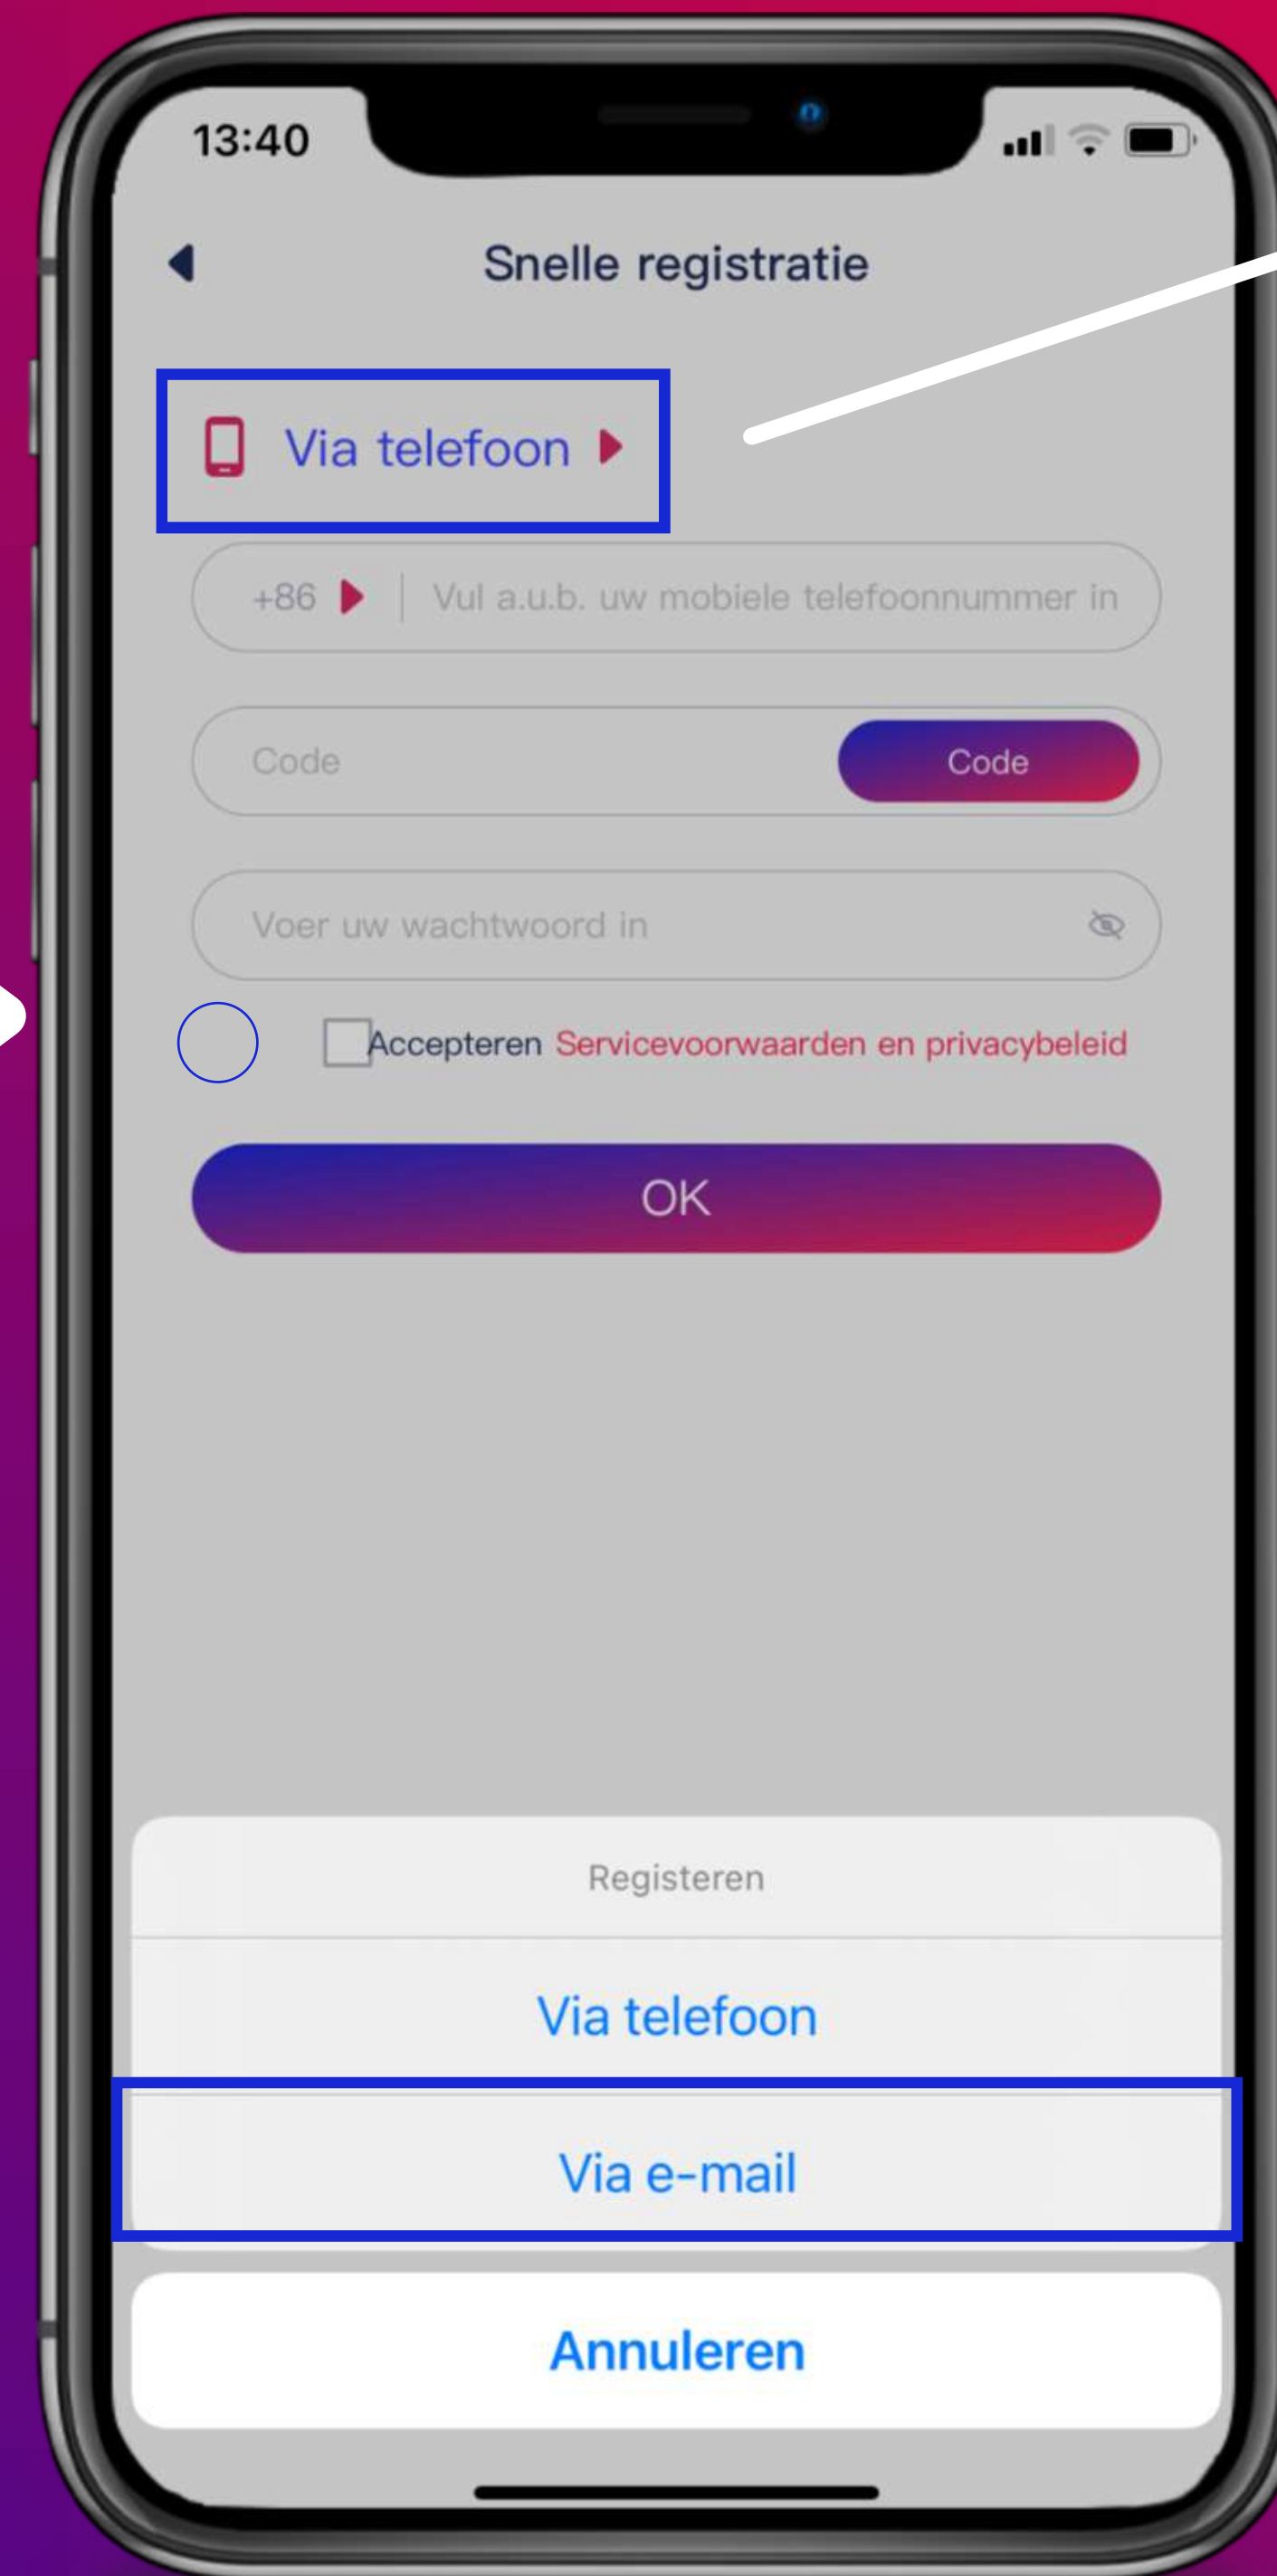 13:40
Snelle registratie
Via telefoon
+86 Vul a.u.b. uw mobiele telefoonnummer in
Code Code
Voer uw wachtwoord in
Accepteren Servicevoorwaarden en privacybeleid
OK
Registeren
Via telefoon
Via e-mail
Annuleren